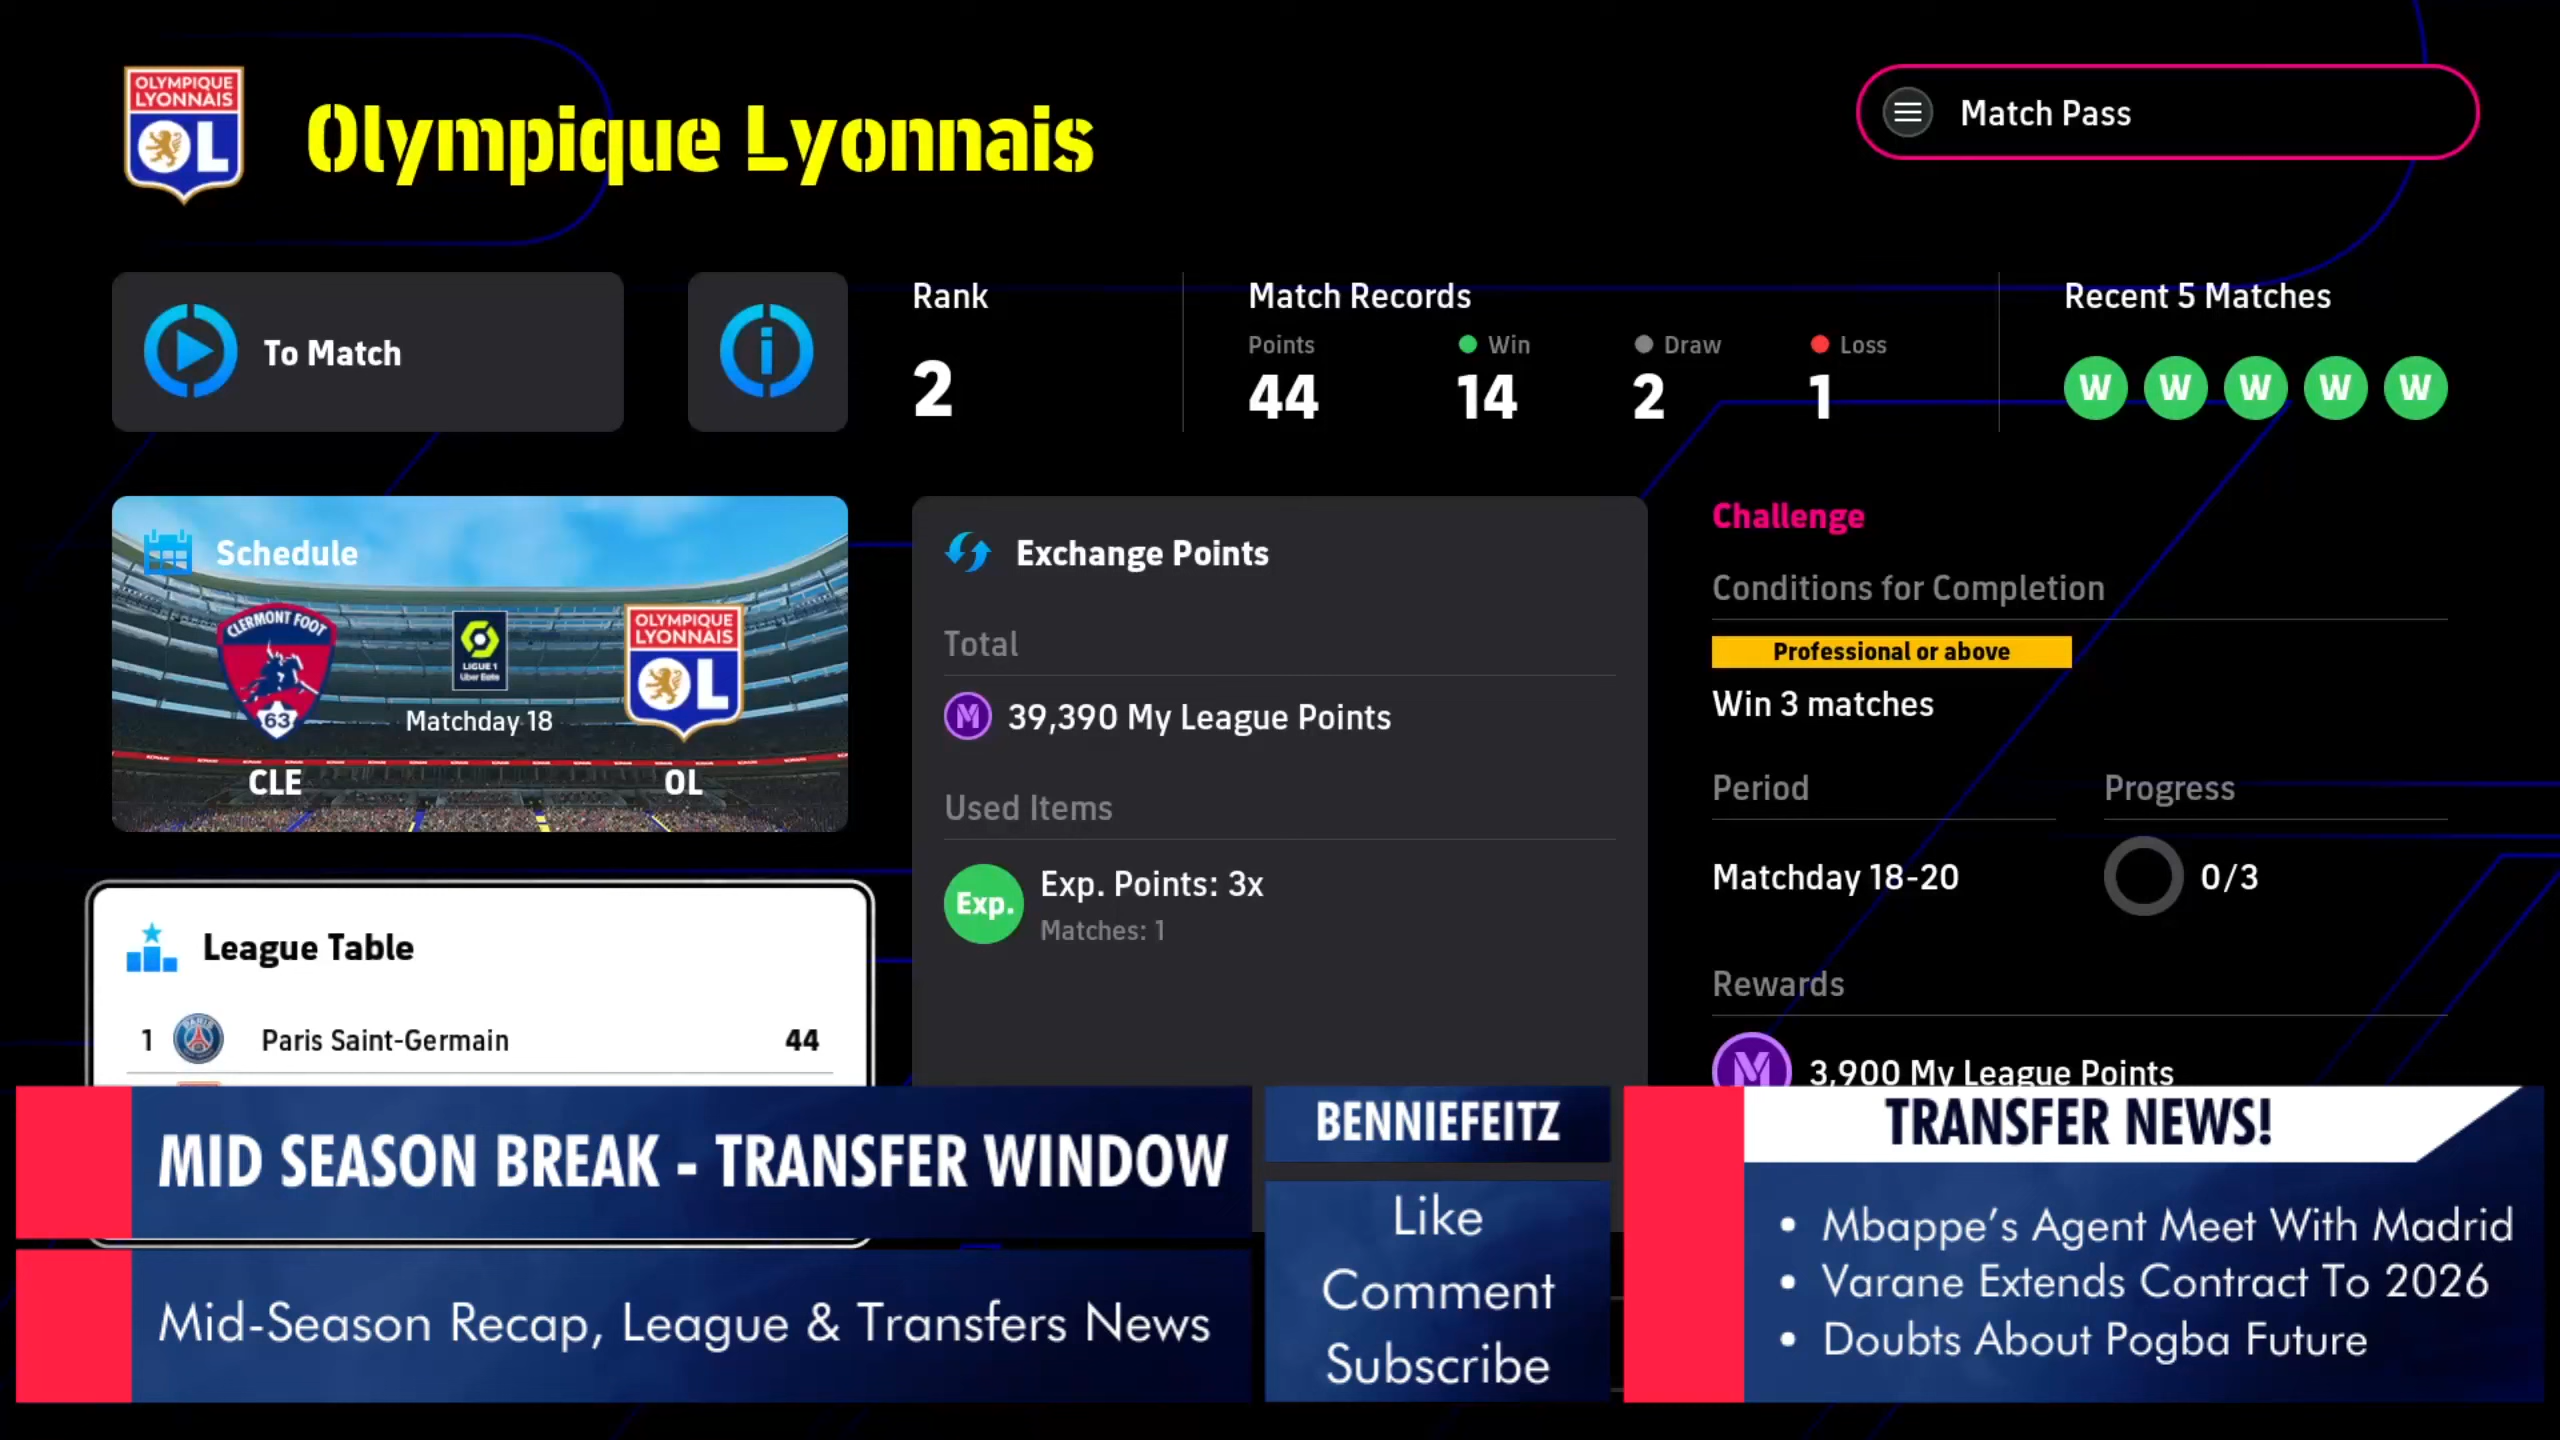 OLYMPIQUE
LYONNAIS
OL
Olympique Lyonnais
Match Pass
To Match
Rank
2
Match Records
Points
Win
Draw
Loss
44
14
2
1
Recent 5 Matches
W W W W W
Schedule
CLERMONT FOOT
63
LIGUE 1
Uber Eats
OLYMPIQUE
LYONNAIS
OL
Matchday 18
CLE
OL
League Table
1
PARIS
Paris Saint-Germain
44
Exchange Points
Total
M 39,390 My League Points
Used Items
Exp.
Exp. Points: 3x
Matches: 1
Challenge
Conditions for Completion
Professional or above
Win 3 matches
Period
Progress
Matchday 18-20
0/3
Rewards
M 3,900 My League Points
MID SEASON BREAK - TRANSFER WINDOW
Mid-Season Recap, League & Transfers News
BENNIEFEITZ
Like
Comment
Subscribe
TRANSFER NEWS!
• Mbappe's Agent Meet With Madrid
• Varane Extends Contract To 2026
• Doubts About Pogba Future